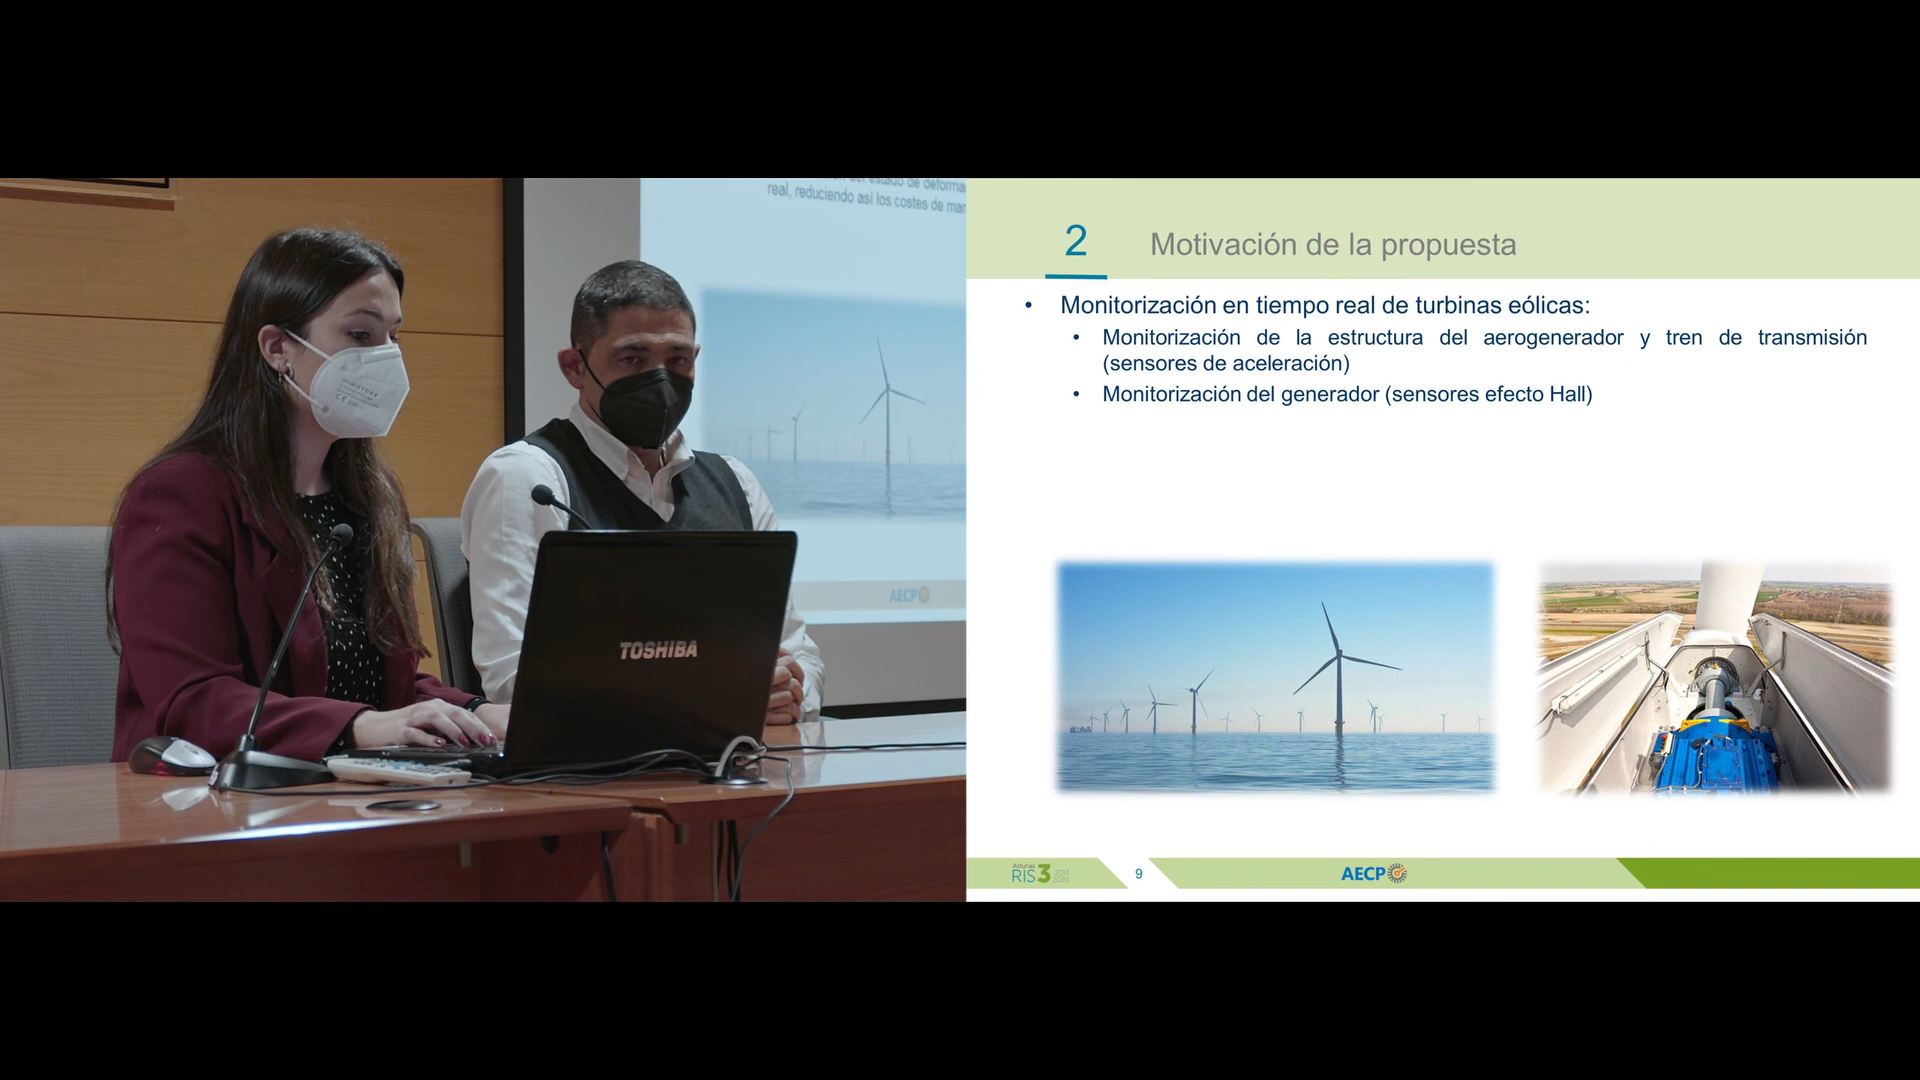 real, reduciendo así los costes de
AECP
TOSHIBA
2
Motivación de la propuesta
• Monitorización en tiempo real de turbinas eólicas:
• Monitorización de la estructura del aerogenerador y tren de transmisión
(sensores de aceleración)
• Monitorización del generador (sensores efecto Hall)
Asturias
RIS3
9
AECP